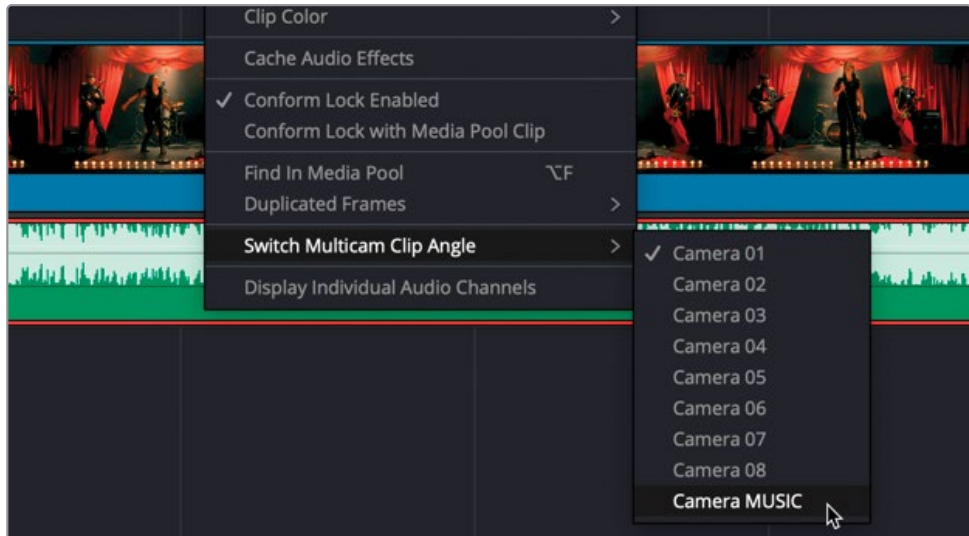 Clip Color >
Cache Audio Effects
✓ Conform Lock Enabled
Conform Lock with Media Pool Clip
Find In Media Pool ⌥F
Duplicated Frames >
Switch Multicam Clip Angle >
Display Individual Audio Channels
✓ Camera 01
Camera 02
Camera 03
Camera 04
Camera 05
Camera 06
Camera 07
Camera 08
Camera MUSIC